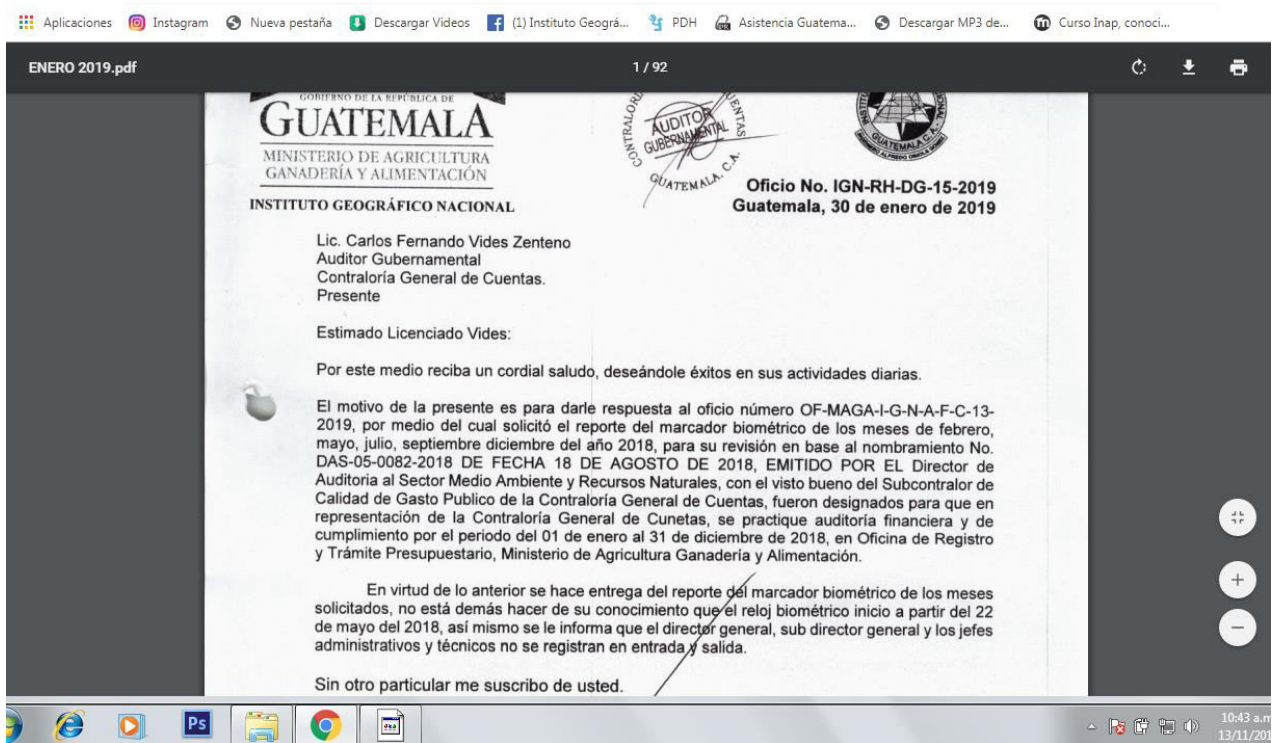 Aplicaciones Instagram Nueva pestaña Descargar Videos (1) Instituto Geográ... PDH Asistencia Guatema... Descargar MP3 de... Curso Inap, conoci...
ENERO 2019.pdf 1 / 92
GOBIERNO DE LA REPÚBLICA DE
GUATEMALA
MINISTERIO DE AGRICULTURA
GANADERÍA Y ALIMENTACIÓN
INSTITUTO GEOGRÁFICO NACIONAL
AUDITOR
GUBERNAMENTAL
GUATEMALA, C.A.
GUATEMALA, C.A.
Oficio No. IGN-RH-DG-15-2019
Guatemala, 30 de enero de 2019
Lic. Carlos Fernando Vides Zenteno
Auditor Gubernamental
Contraloría General de Cuentas.
Presente
Estimado Licenciado Vides:
Por este medio reciba un cordial saludo, deseándole éxitos en sus actividades diarias.
El motivo de la presente es para darle respuesta al oficio número OF-MAGA-I-G-N-A-F-C-13-
2019, por medio del cual solicitó el reporte del marcador biométrico de los meses de febrero,
mayo, julio, septiembre diciembre del año 2018, para su revisión en base al nombramiento No.
DAS-05-0082-2018 DE FECHA 18 DE AGOSTO DE 2018, EMITIDO POR EL Director de
Auditoria al Sector Medio Ambiente y Recursos Naturales, con el visto bueno del Subcontralor de
Calidad de Gasto Publico de la Contraloría General de Cuentas, fueron designados para que en
representación de la Contraloría General de Cunetas, se practique auditoría financiera y de
cumplimiento por el periodo del 01 de enero al 31 de diciembre de 2018, en Oficina de Registro
y Trámite Presupuestario, Ministerio de Agricultura Ganadería y Alimentación.
En virtud de lo anterior se hace entrega del reporte del marcador biométrico de los meses
solicitados, no está demás hacer de su conocimiento que el reloj biométrico inicio a partir del 22
de mayo del 2018, así mismo se le informa que el director general, sub director general y los jefes
administrativos y técnicos no se registran en entrada y salida.
Sin otro particular me suscribo de usted.
Ps
10:43 a.m
13/11/201